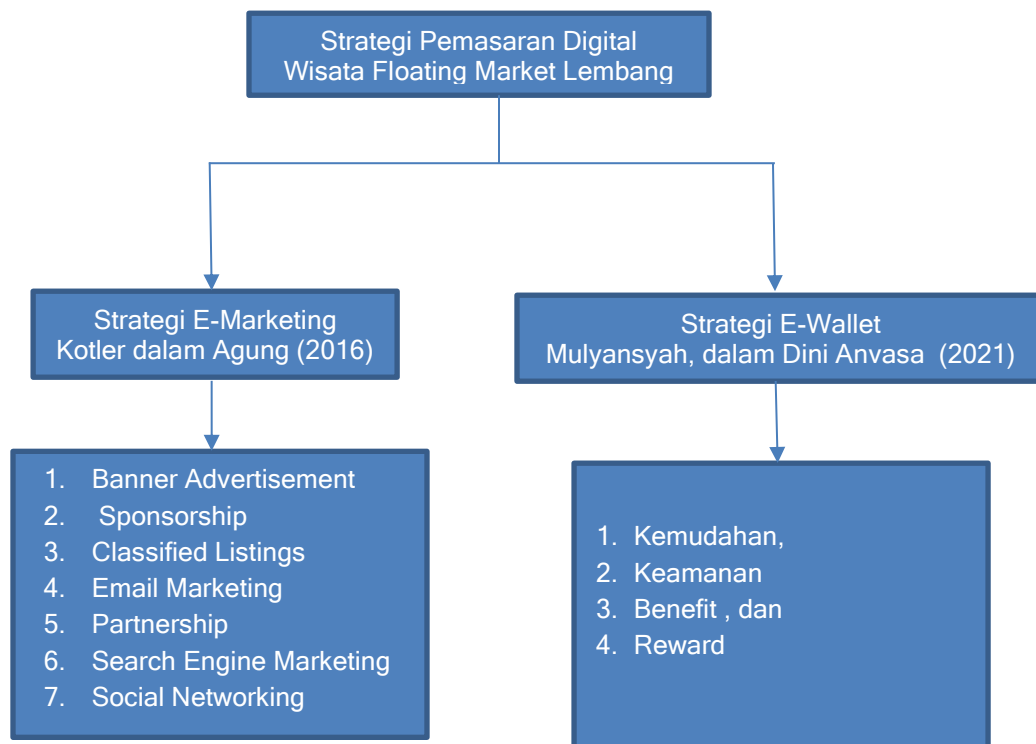 Strategi Pemasaran Digital
Wisata Floating Market Lembang
Strategi E-Marketing
Kotler dalam Agung (2016)
Strategi E-Wallet
Mulyansyah, dalam Dini Anvasa (2021)
1. Banner Advertisement
2. Sponsorship
3. Classified Listings
4. Email Marketing
5. Partnership
6. Search Engine Marketing
7. Social Networking
1. Kemudahan,
2. Keamanan
3. Benefit , dan
4. Reward